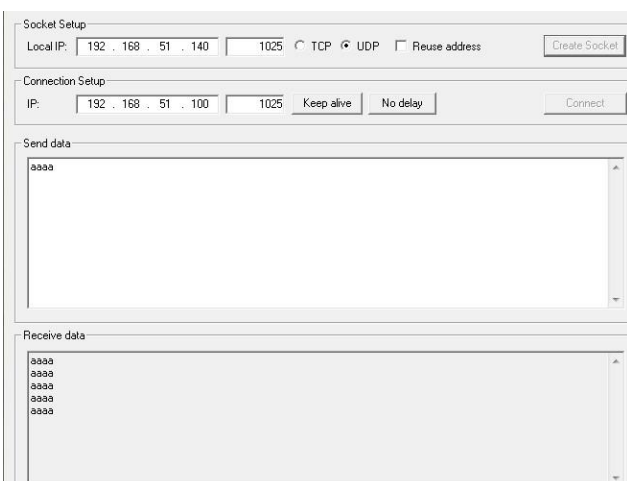 Socket Setup
Local IP: 192 . 168 . 51 . 140 1025 TCP UDP Reuse address Create Socket
Connection Setup
IP: 192 . 168 . 51 . 100 1025 Keep alive No delay Connect
Send data
aaaa
Receive data
aaaa
aaaa
aaaa
aaaa
aaaa